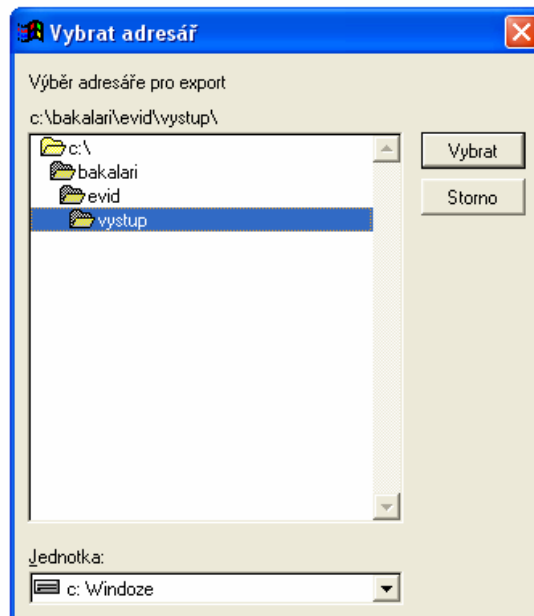 Vybrat adresář
Výběr adresáře pro export
c:\bakalari\evid\vystup\
c:\
bakalari
evid
vystup
Vybrat
Storno
Jednotka:
c: Windoze